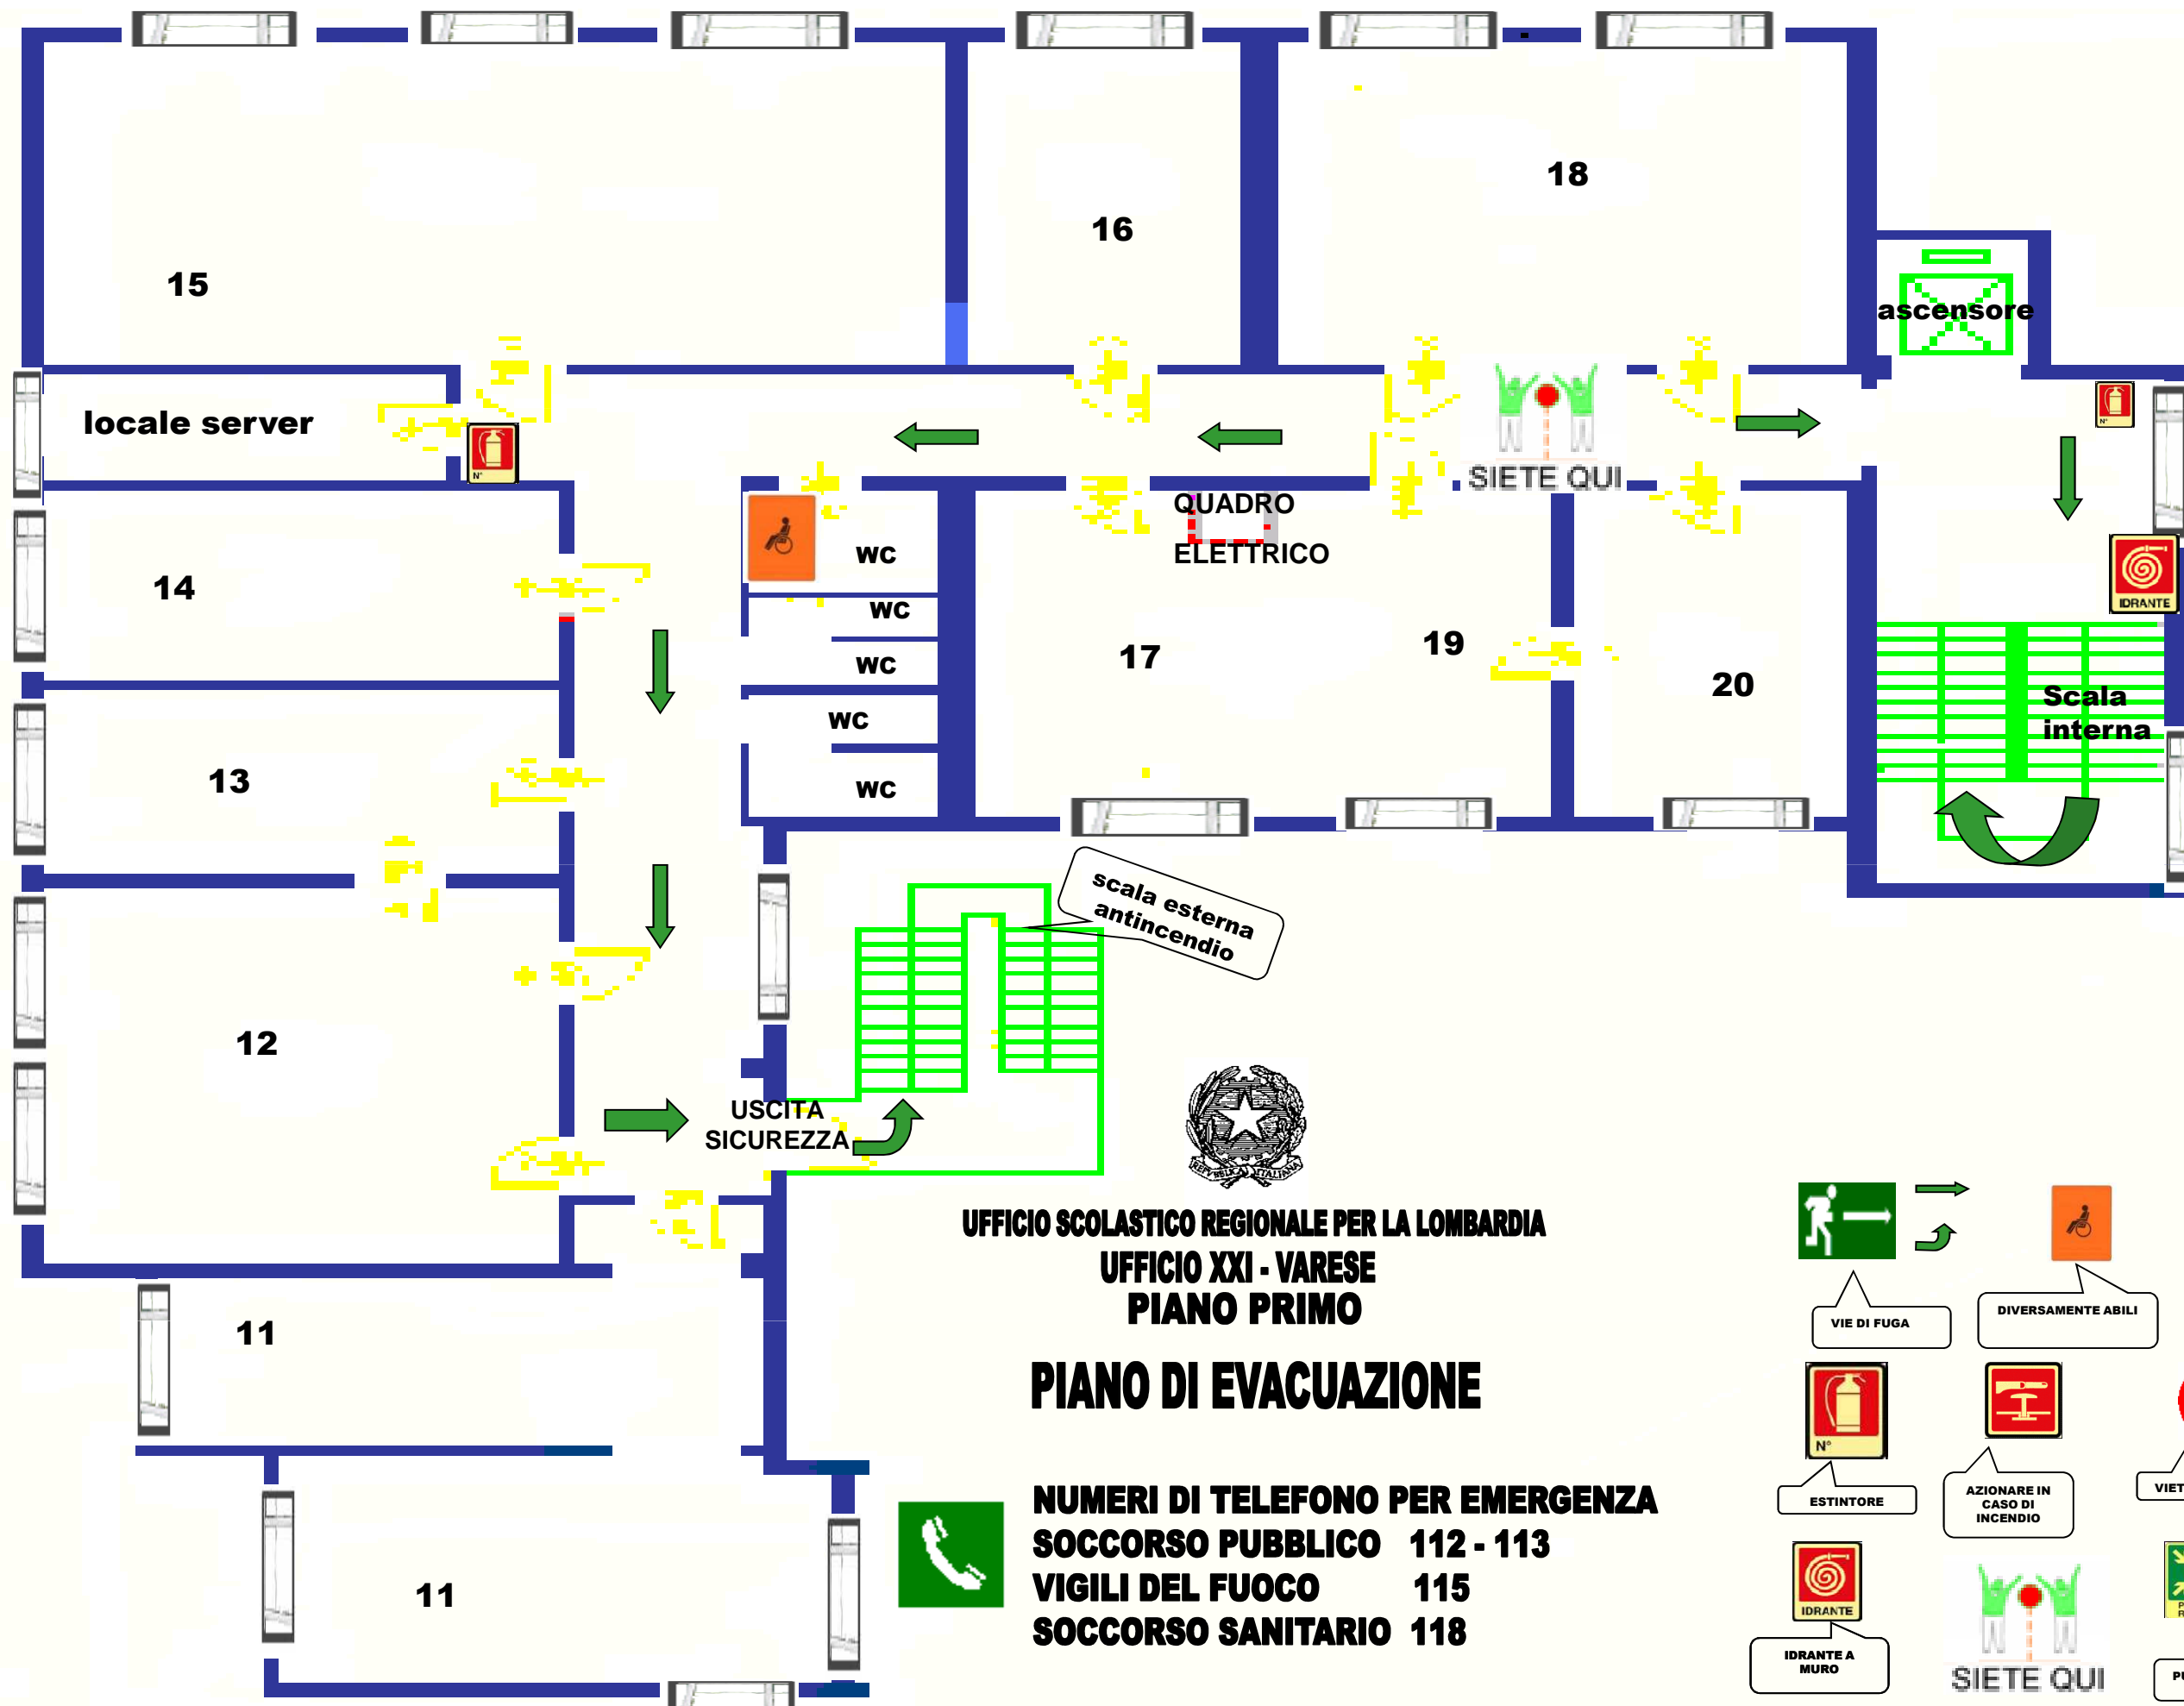 18
16
15
ascensore
locale server
N°
N°
SIETE QUI
QUADRO
ELETTRICO
wc
14
wc
IDRANTE
17
19
wc
20
Scala
interna
wc
13
wc
scala esterna
antincendio
12
USCITA
SICUREZZA
REPVBBLICA ITALIANA
UFFICIO SCOLASTICO REGIONALE PER LA LOMBARDIA
UFFICIO XXI - VARESE
PIANO PRIMO
11
VIE DI FUGA
DIVERSAMENTE ABILI
PIANO DI EVACUAZIONE
N°
ESTINTORE
AZIONARE IN
CASO DI
INCENDIO
NUMERI DI TELEFONO PER EMERGENZA
SOCCORSO PUBBLICO 112 - 113
VIGILI DEL FUOCO 115
SOCCORSO SANITARIO 118
11
IDRANTE
IDRANTE A
MURO
SIETE QUI